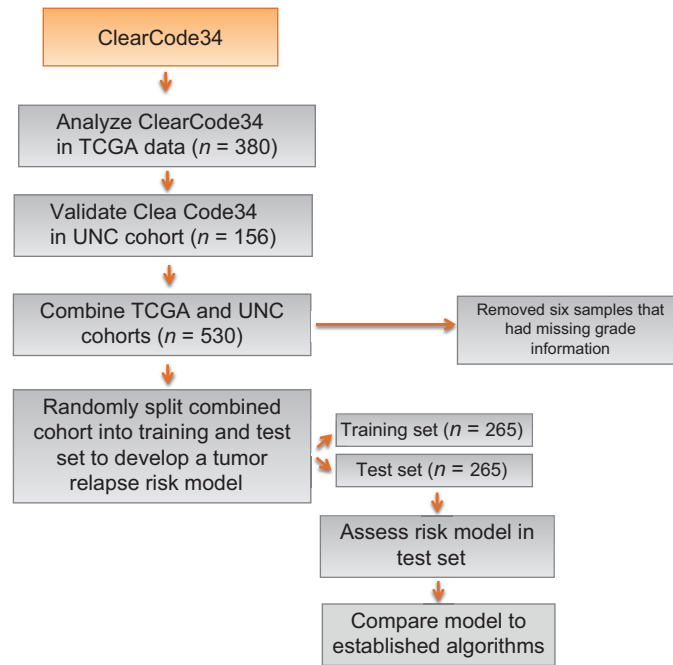 ClearCode34
Analyze ClearCode34
in TCGA data (n = 380)
Validate Clea Code34
in UNC cohort (n = 156)
Combine TCGA and UNC
cohorts (n = 530)
Removed six samples that
had missing grade
information
Randomly split combined
cohort into training and test
set to develop a tumor
relapse risk model
Training set (n = 265)
Test set (n = 265)
Assess risk model in
test set
Compare model to
established algorithms